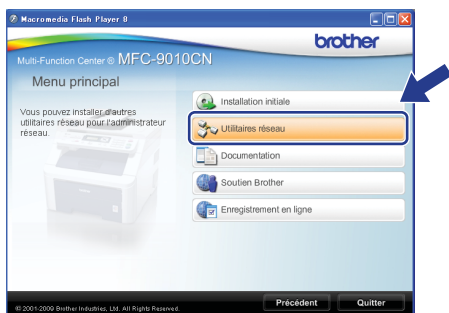 Macromedia Flash Player 8
brother
Multi-Function Center ® MFC-9010CN
Menu principal
Vous pouvez installer d'autres
utilitaires réseau pour l'administrateur
réseau.
Installation initiale
Utilitaires réseau
Documentation
Soutien Brother
Enregistrement en ligne
© 2001-2009 Brother Industries, Ltd. All Rights Reserved.
Précédent
Quitter